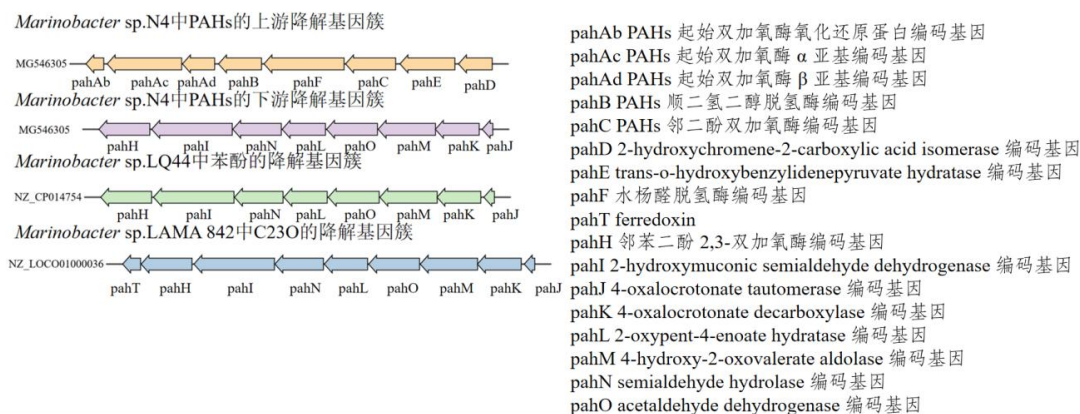 Marinobacter sp.N4中PAHs的上游降解基因簇
MG546305
pahAb pahAc pahAd pahB pahF pahC pahE pahD
Marinobacter sp.N4中PAHs的下游降解基因簇
MG546305
pahH pahI pahN pahL pahO pahM pahK pahJ
Marinobacter sp.LQ44中苯酚的降解基因簇
NZ_CP014754
pahH pahI pahN pahL pahO pahM pahK pahJ
Marinobacter sp.LAMA 842中C23O的降解基因簇
NZ_LOCO01000036
pahT pahH pahI pahN pahL pahO pahM pahK pahJ
pahAb PAHs 起始双加氧酶氧化还原蛋白编码基因
pahAc PAHs 起始双加氧酶 α 亚基编码基因
pahAd PAHs 起始双加氧酶 β 亚基编码基因
pahB PAHs 顺二氢二醇脱氢酶编码基因
pahC PAHs 邻二酚双加氧酶编码基因
pahD 2-hydroxychromene-2-carboxylic acid isomerase 编码基因
pahE trans-o-hydroxybenzylidenepyruvate hydratase 编码基因
pahF 水杨醛脱氢酶编码基因
pahT ferredoxin
pahH 邻苯二酚 2,3-双加氧酶编码基因
pahI 2-hydroxymuconic semialdehyde dehydrogenase 编码基因
pahJ 4-oxalocrotonate tautomerase 编码基因
pahK 4-oxalocrotonate decarboxylase 编码基因
pahL 2-oxypent-4-enoate hydratase 编码基因
pahM 4-hydroxy-2-oxovalerate aldolase 编码基因
pahN semialdehyde hydrolase 编码基因
pahO acetaldehyde dehydrogenase 编码基因